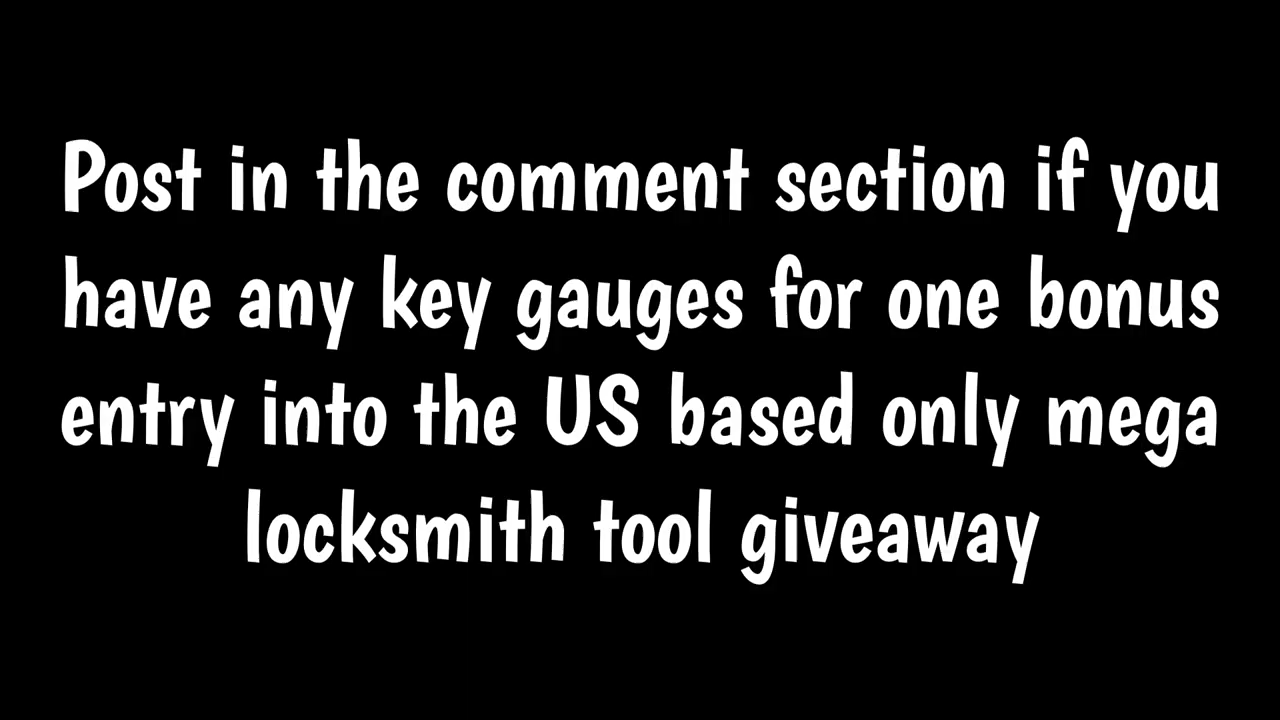 Post in the comment section if you
have any key gauges for one bonus
entry into the US based only mega
locksmith tool giveaway